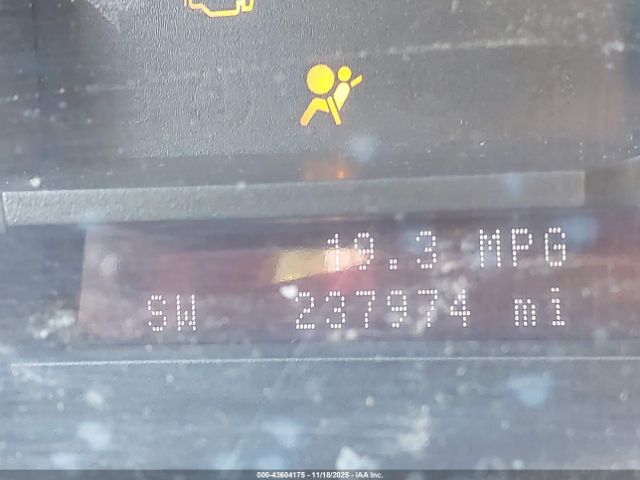 19.3 MPG
SW 237974 mi
000-43604175 - 11/18/2025 - IAA Inc.